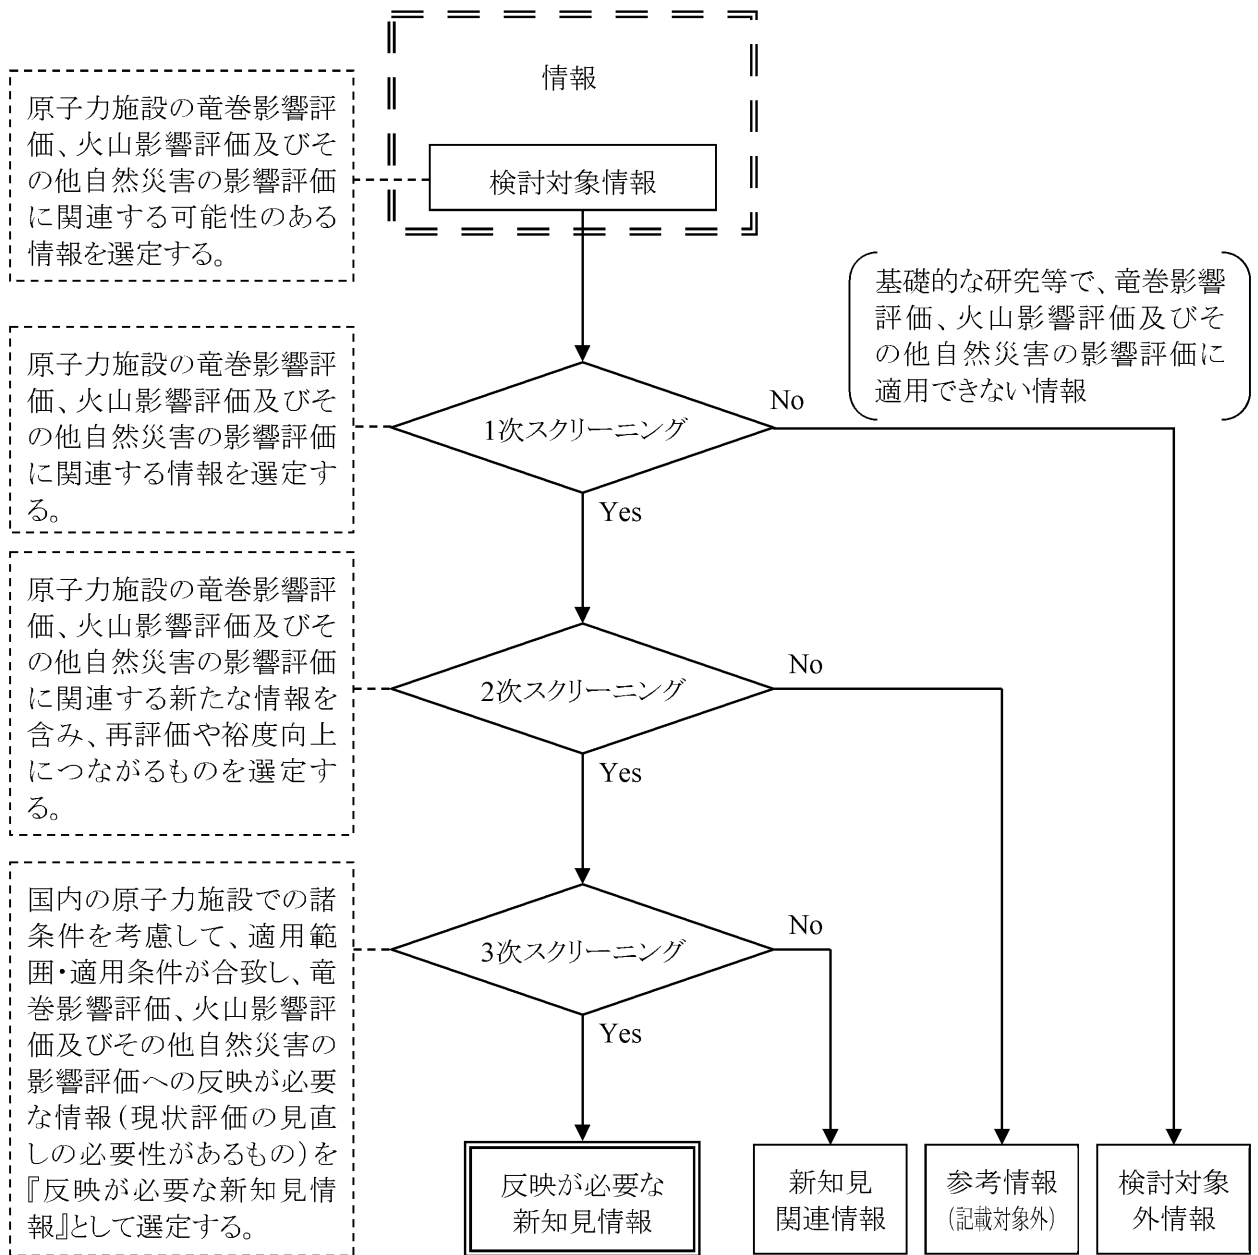 情報
検討対象情報
原子力施設の竜巻影響評
価、火山影響評価及びそ
の他自然災害の影響評価
に関連する可能性のある
情報を選定する。
基礎的な研究等で、竜巻影響
評価、火山影響評価及びそ
の他自然災害の影響評価に
適用できない情報
原子力施設の竜巻影響評
価、火山影響評価及びそ
の他自然災害の影響評価
に関連する情報を選定す
る。
1次スクリーニング
No
Yes
原子力施設の竜巻影響評
価、火山影響評価及びそ
の他自然災害の影響評価
に関連する新たな情報を
含み、再評価や裕度向上
につながるものを選定す
る。
2次スクリーニング
No
Yes
国内の原子力施設での諸
条件を考慮して、適用範
囲・適用条件が合致し、竜
巻影響評価、火山影響評
価及びその他自然災害の
影響評価への反映が必要
な情報(現状評価の見直
しの必要性があるもの)を
『反映が必要な新知見情
報』として選定する。
3次スクリーニング
No
Yes
反映が必要な
新知見情報
新知見
関連情報
参考情報
(記載対象外)
検討対象
外情報